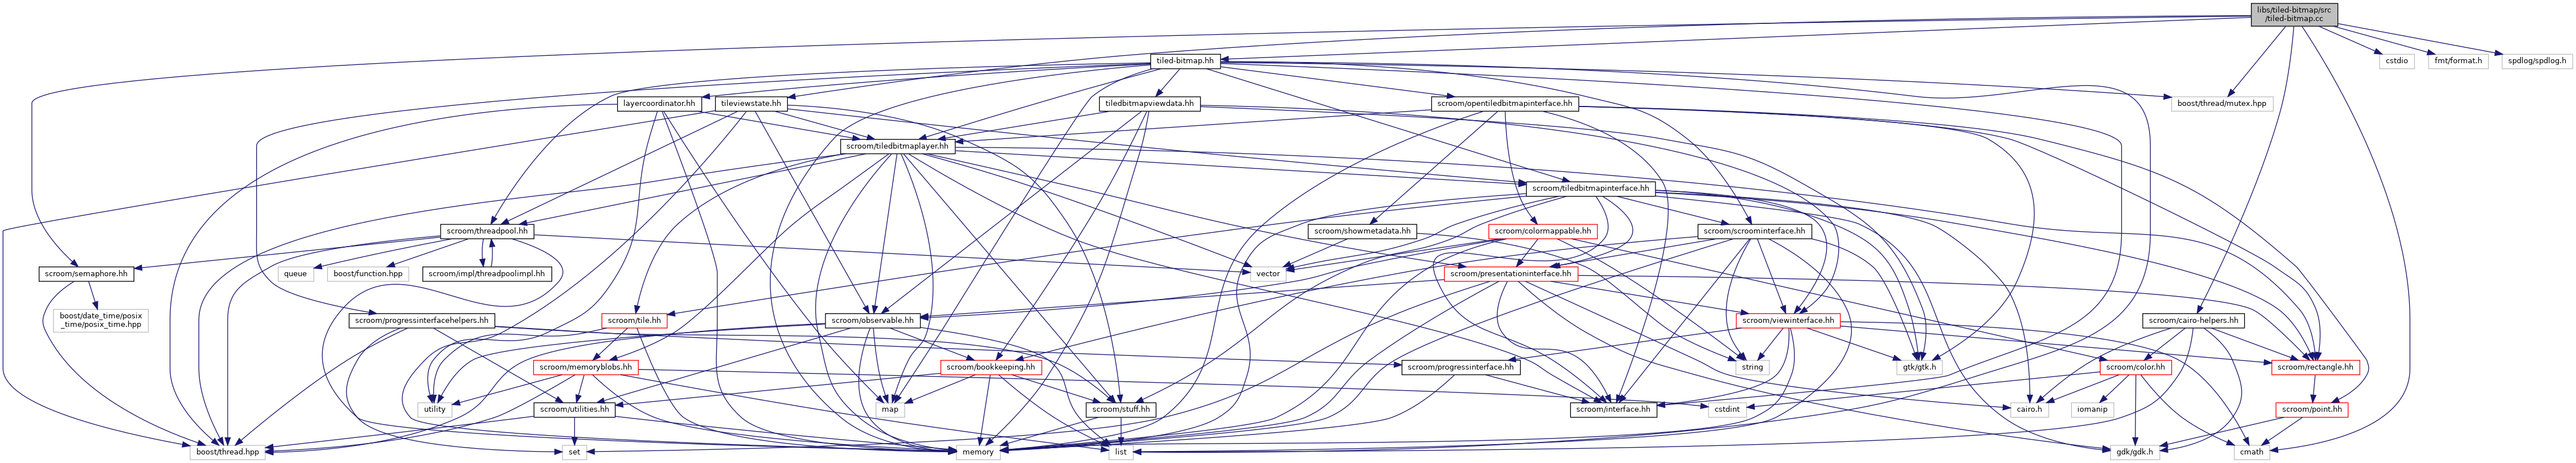 libs/tiled-bitmap/src
/tiled-bitmap.cc
tiled-bitmap.hh
cstdio
fmt/format.h
spdlog/spdlog.h
layercoordinator.hh
tileviewstate.hh
tiledbitmapviewdata.hh
scroom/opentiledbitmapinterface.hh
boost/thread/mutex.hpp
scroom/tiledbitmaplayer.hh
scroom/tiledbitmapinterface.hh
scroom/threadpool.hh
scroom/showmetadata.hh
scroom/colormappable.hh
scroom/scroominterface.hh
scroom/semaphore.hh
queue
boost/function.hpp
scroom/impl/threadpoolimpl.hh
vector
scroom/presentationinterface.hh
boost/date_time/posix
_time/posix_time.hpp
scroom/progressinterfacehelpers.hh
scroom/tile.hh
scroom/observable.hh
scroom/viewinterface.hh
scroom/cairo-helpers.hh
scroom/memoryblobs.hh
scroom/bookkeeping.hh
scroom/progressinterface.hh
string
gtk/gtk.h
scroom/color.hh
scroom/rectangle.hh
utility
scroom/utilities.hh
map
scroom/stuff.hh
scroom/interface.hh
cstdint
cairo.h
iomanip
scroom/point.hh
boost/thread.hpp
set
memory
list
gdk/gdk.h
cmath